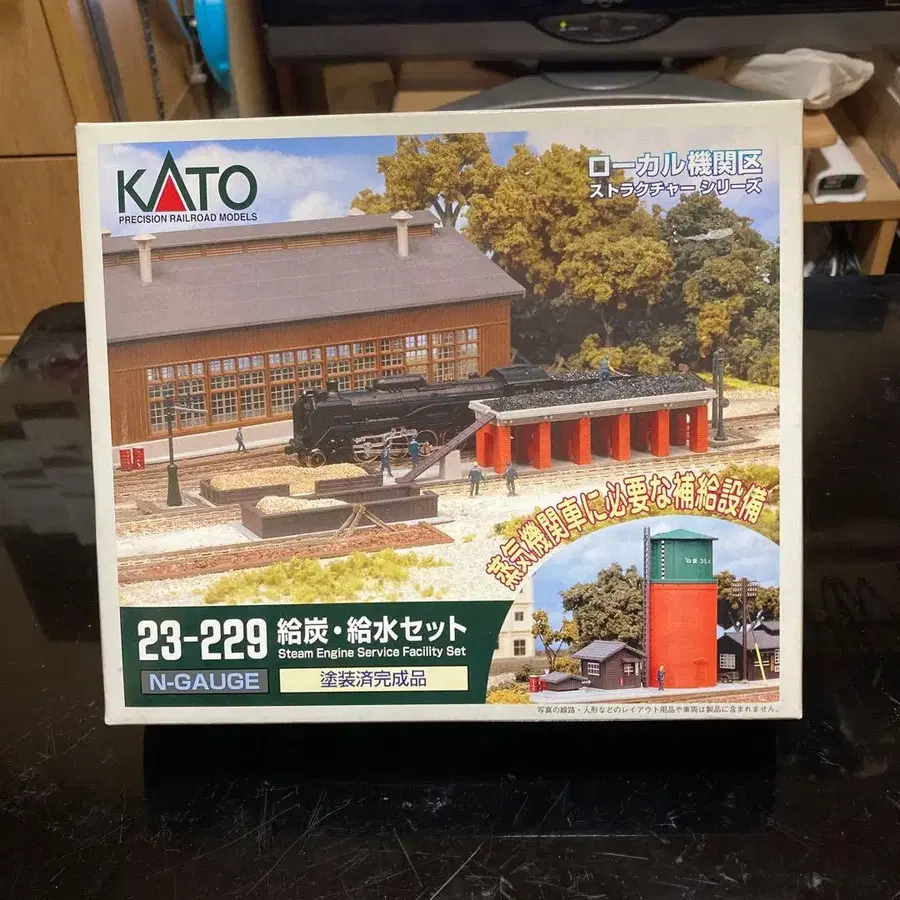 KATO
PRECISION RAILROAD MODELS
ローカル機関区
ストラクチャー シリーズ
蒸気機関車に必要な補給設備
23-229 給炭・給水セット
Steam Engine Service Facility Set
N-GAUGE
塗装済完成品
写真の線路・人形などのレイアウト用品や車両は製品に含まれません。